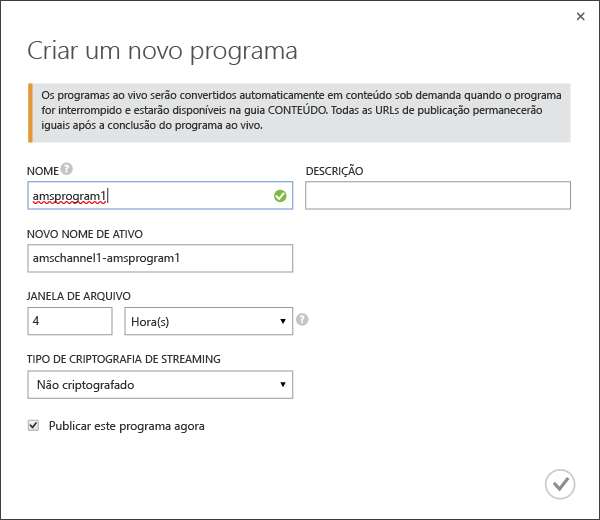 Criar um novo programa
Os programas ao vivo serão convertidos automaticamente em conteúdo sob demanda quando o programa
for interrompido e estarão disponíveis na guia CONTEÚDO. Todas as URLs de publicação permanecerão
iguais após a conclusão do programa ao vivo.
NOME ?
DESCRIÇÃO
amsprogram1
NOVO NOME DE ATIVO
amschannel1-amsprogram1
JANELA DE ARQUIVO
4
Hora(s)
?
TIPO DE CRIPTOGRAFIA DE STREAMING
Não criptografado
Publicar este programa agora